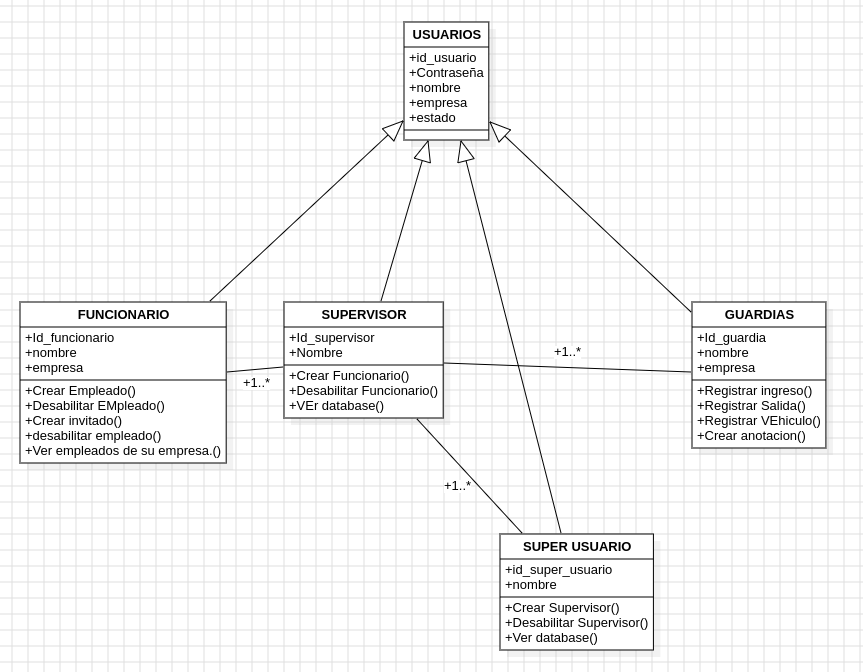 USUARIOS
+id_usuario
+Contraseña
+nombre
+empresa
+estado
FUNCIONARIO
+Id_funcionario
+nombre
+empresa
+Crear Empleado()
+Desabilitar EMpleado()
+Crear invitado()
+desabilitar empleado()
+Ver empleados de su empresa.()
+1..*
SUPERVISOR
+Id_supervisor
+Nombre
+Crear Funcionario()
+Desabilitar Funcionario()
+VEr database()
+1..*
GUARDIAS
+Id_guardia
+nombre
+empresa
+Registrar ingreso()
+Registrar Salida()
+Registrar VEhiculo()
+Crear anotacion()
+1..*
SUPER USUARIO
+id_super_usuario
+nombre
+Crear Supervisor()
+Desabilitar Supervisor()
+Ver database()